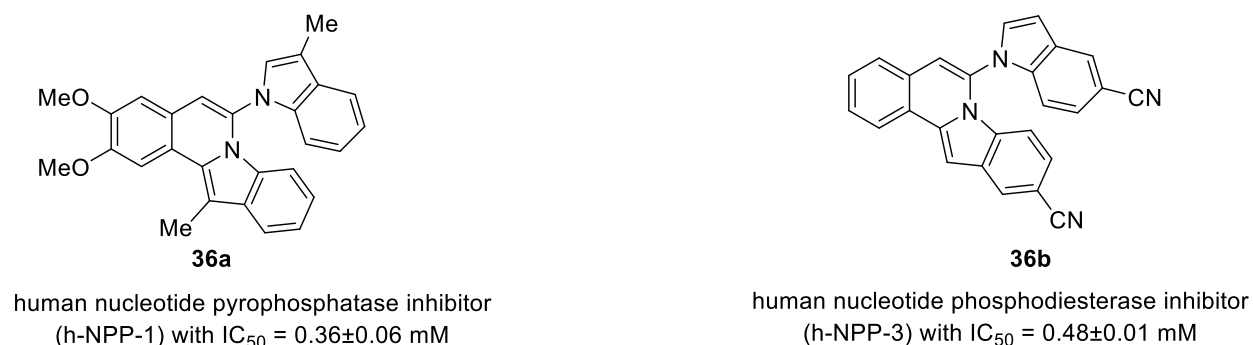 Me
MeO
MeO
N
N
Me
36a
human nucleotide pyrophosphatase inhibitor
(h-NPP-1) with IC50 = 0.36±0.06 mM
N
CN
N
CN
36b
human nucleotide phosphodiesterase inhibitor
(h-NPP-3) with IC50 = 0.48±0.01 mM